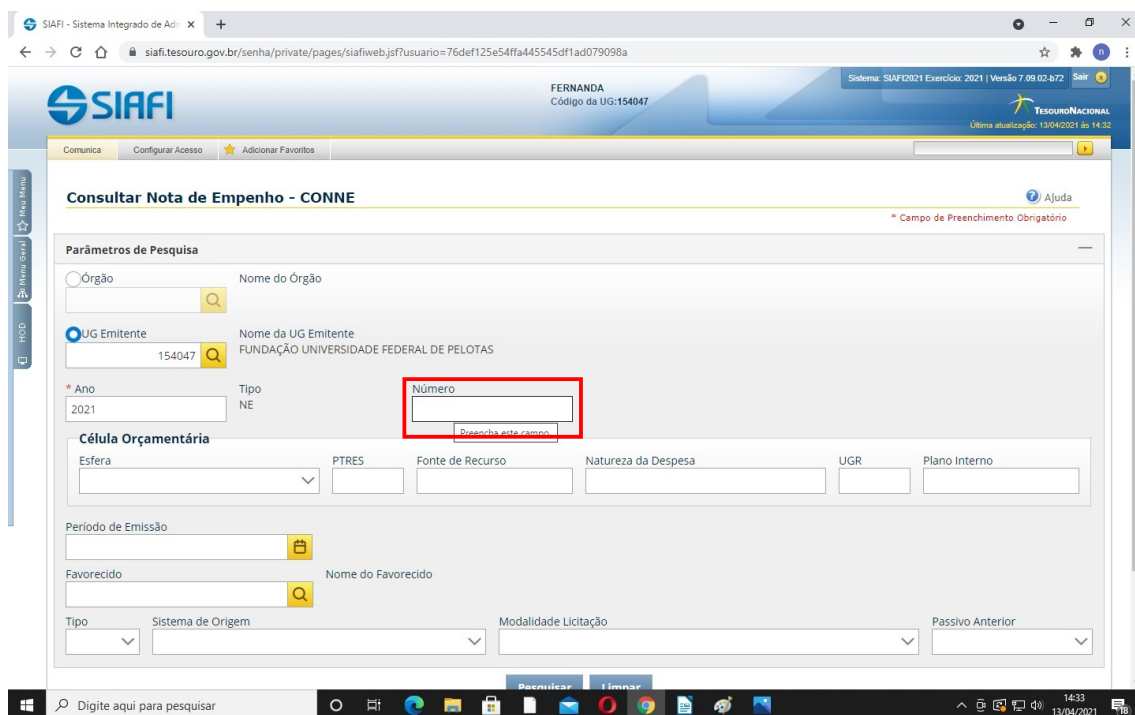 SIAFI - Sistema Integrado de Adn
siafi.tesouro.gov.br/senha/private/pages/siafiweb.jsf?usuario=76def125e54ffa445545df1ad079098a
n
SIAFI
FERNANDA
Código da UG:154047
Sistema: SIAFI2021 Exercício: 2021 | Versão 7.09.02-b72 Sair
TESOURONACIONAL
Última atualização: 13/04/2021 às 14:32
Comunica Configurar Acesso Adicionar Favoritos
Meu Menu
Menu Geral
HOD
Consultar Nota de Empenho - CONNE
Ajuda
* Campo de Preenchimento Obrigatório
Parâmetros de Pesquisa
Órgão Nome do Órgão
UG Emitente Nome da UG Emitente
154047 FUNDAÇÃO UNIVERSIDADE FEDERAL DE PELOTAS
* Ano Tipo Número
2021 NE
Preencha este campo.
Célula Orçamentária
Esfera PTRES Fonte de Recurso Natureza da Despesa UGR Plano Interno
Período de Emissão
Favorecido Nome do Favorecido
Tipo Sistema de Origem Modalidade Licitação Passivo Anterior
Pesquisar Limpar
Digite aqui para pesquisar
14:33
13/04/2021
18